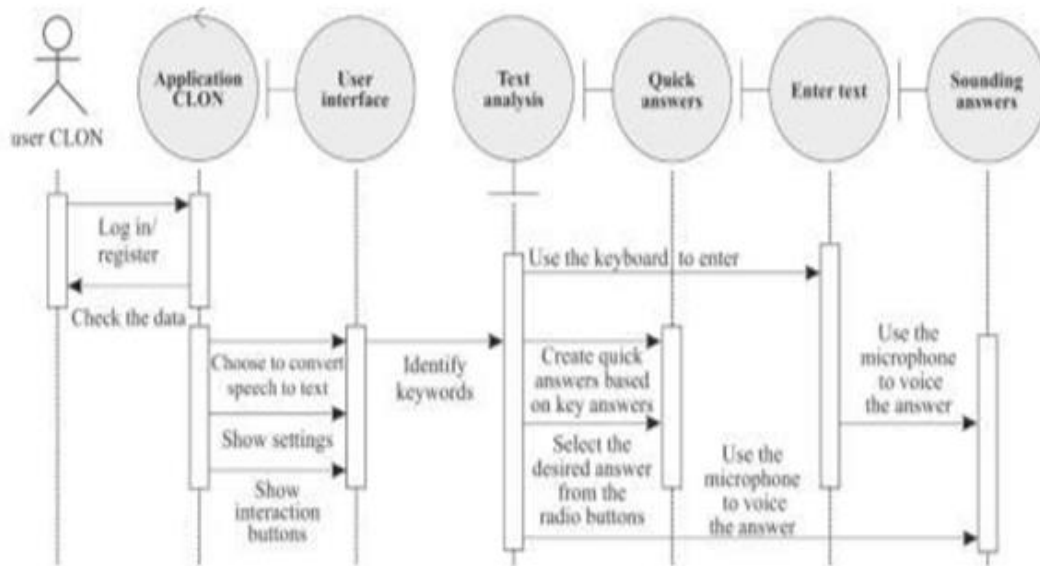 user CLON
Application
CLON
User
interface
Text
analysis
Quick
answers
Enter text
Sounding
answers
Log in/
register
Check the data
Choose to convert
speech to text
Show settings
Show
interaction
buttons
Identify
keywords
Use the keyboard to enter
Create quick
answers based
on key answers
Select the
desired answer
from the
radio buttons
Use the
microphone
to voice
the answer
Use the
microphone
to voice
the answer